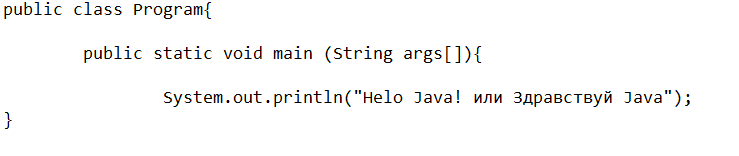 public class Program{
public static void main (String args[]){
System.out.println("Helo Java! или Здравствуй Java");
}